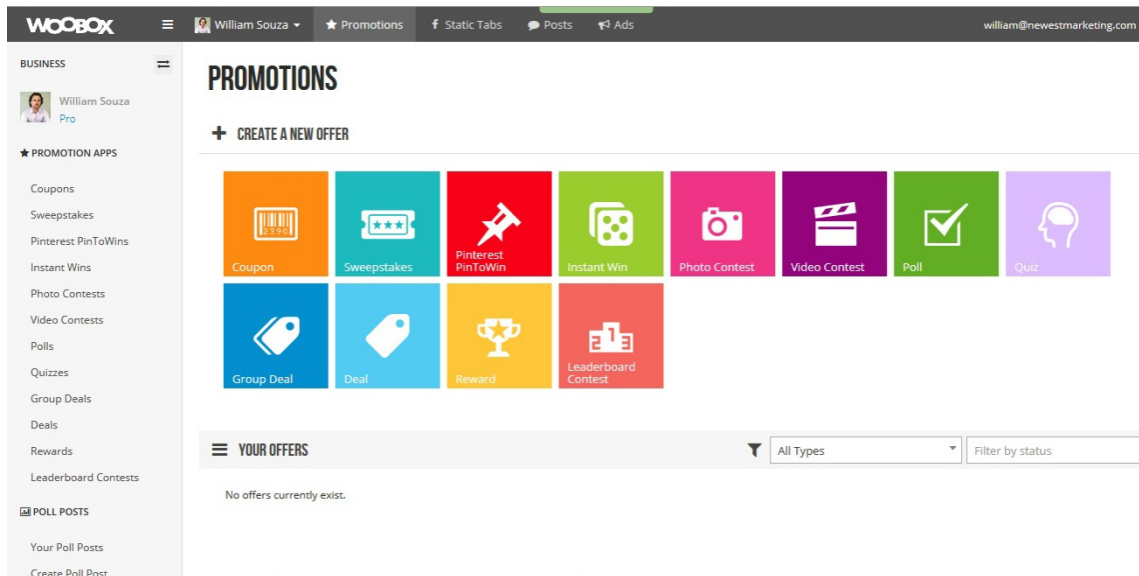 WOOBOX
William Souza
Promotions
Static Tabs
Posts
Ads
william@newestmarketing.com
BUSINESS
William Souza
Pro
PROMOTION APPS
Coupons
Sweepstakes
Pinterest PinToWins
Instant Wins
Photo Contests
Video Contests
Polls
Quizzes
Group Deals
Deals
Rewards
Leaderboard Contests
POLL POSTS
Your Poll Posts
Create Poll Post
PROMOTIONS
CREATE A NEW OFFER
2390
Coupon
Sweepstakes
Pinterest
PinToWin
Instant Win
Photo Contest
Video Contest
Poll
Quiz
Group Deal
Deal
Reward
2 1 3
Leaderboard
Contest
YOUR OFFERS
All Types
Filter by status
No offers currently exist.